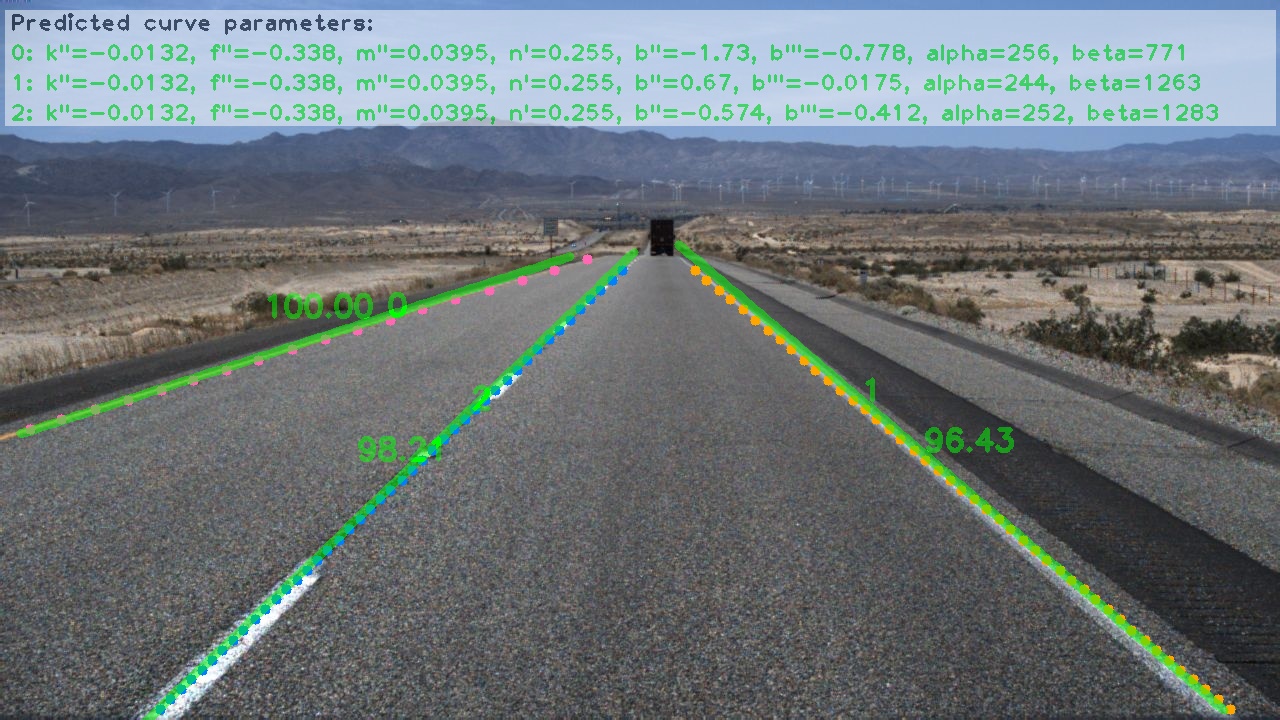 Predicted curve parameters:
0: k''=-0.0132, f''=-0.338, m''=0.0395, n'=0.255, b''=-1.73, b'''=-0.778, alpha=256, beta=771
1: k''=-0.0132, f''=-0.338, m''=0.0395, n'=0.255, b''=0.67, b'''=-0.0175, alpha=244, beta=1263
2: k''=-0.0132, f''=-0.338, m''=0.0395, n'=0.255, b''=-0.574, b'''=-0.412, alpha=252, beta=1283
100.00 0
2
1
98.21
96.43